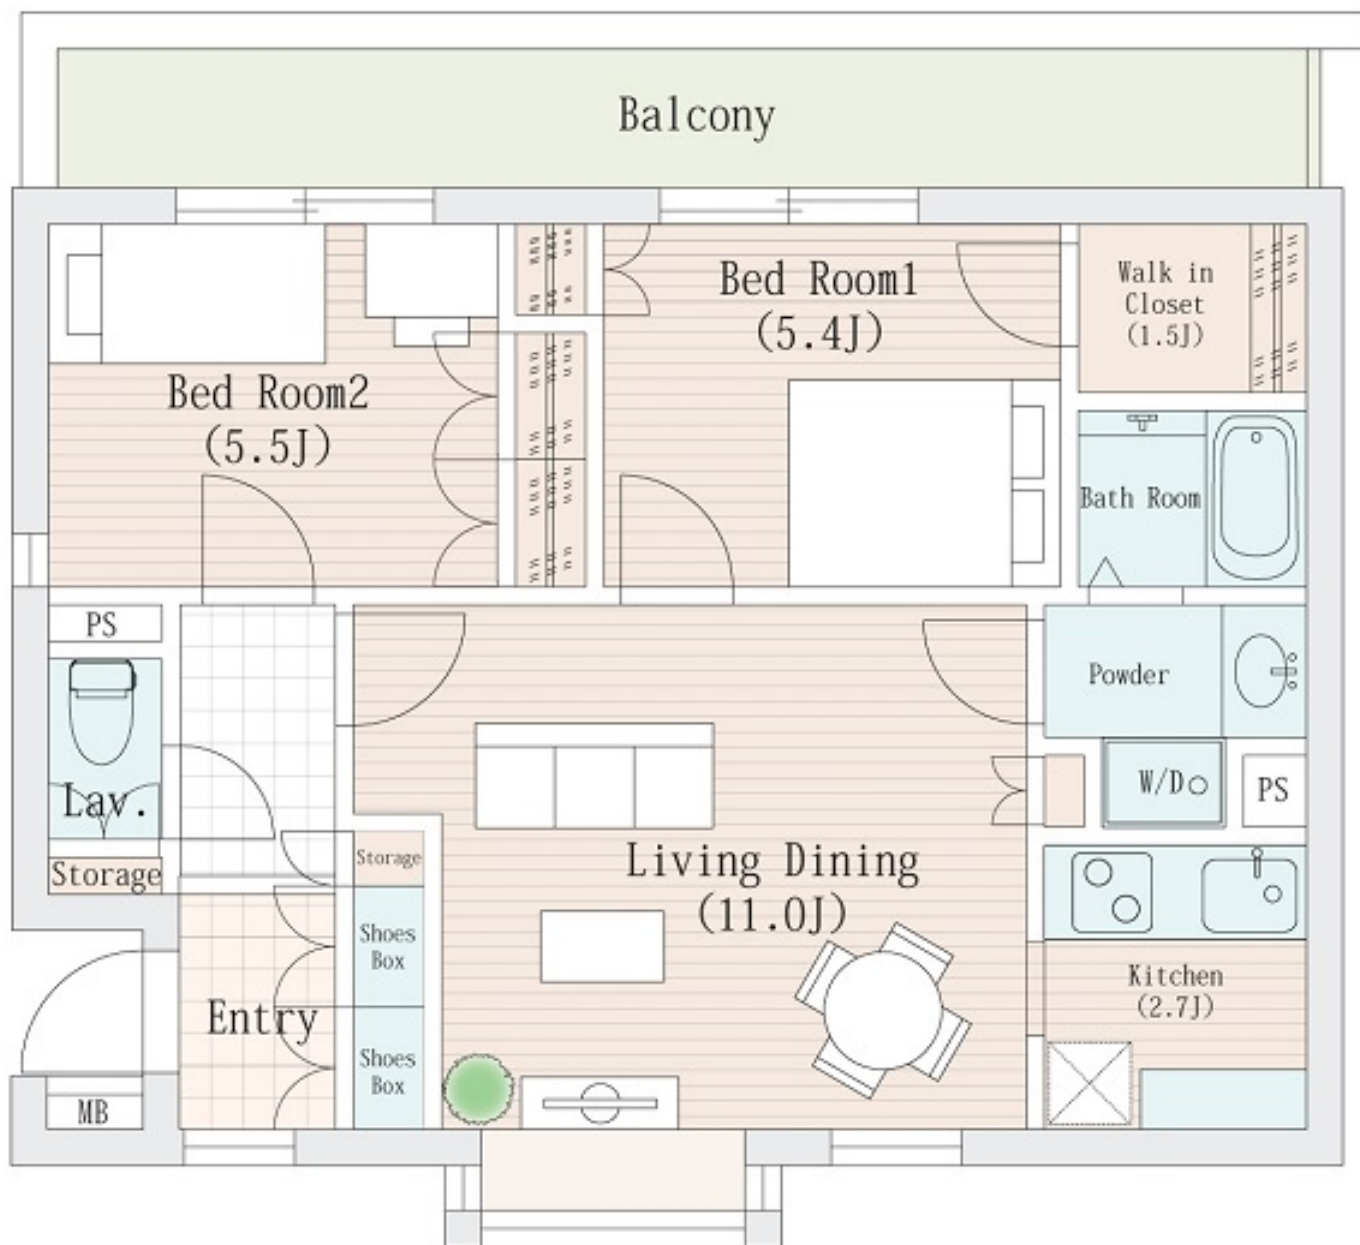 Balcony
Bed Room1
(5.4J)
Walk in
Closet
(1.5J)
Bed Room2
(5.5J)
Bath Room
PS
Powder
Lav.
W/D
PS
Storage
Storage
Living Dining
(11.0J)
Shoes
Box
Kitchen
(2.7J)
Entry
Shoes
Box
MB